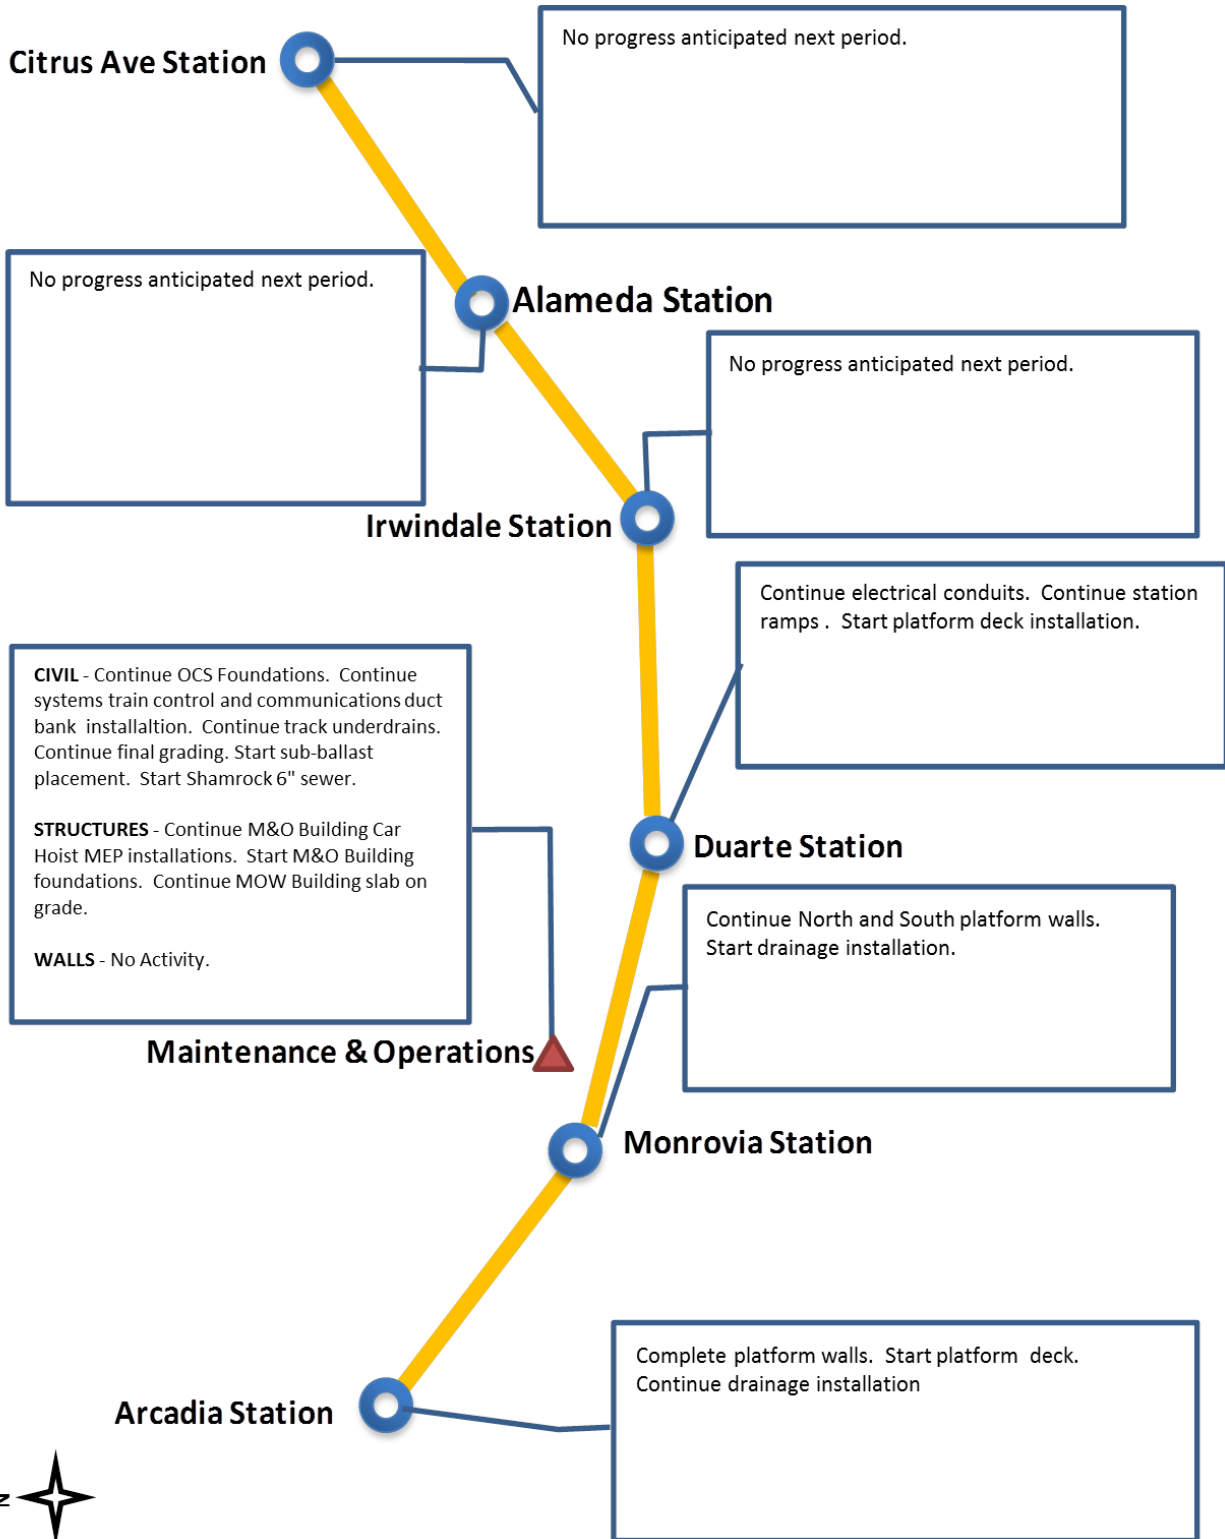 Citrus Ave Station
No progress anticipated next period.
No progress anticipated next period.
Alameda Station
No progress anticipated next period.
Irwindale Station
Continue electrical conduits.  Continue station
ramps .  Start platform deck installation.
CIVIL - Continue OCS Foundations.  Continue
systems train control and communications duct
bank  installaltion.  Continue track underdrains.
Continue final grading. Start sub-ballast
placement.  Start Shamrock 6" sewer.
STRUCTURES - Continue M&O Building Car
Hoist MEP installations.  Start M&O Building
foundations.  Continue MOW Building slab on
grade.
WALLS - No Activity.
Duarte Station
Continue North and South platform walls.
Start drainage installation.
Maintenance & Operations
Monrovia Station
Complete platform walls.  Start platform  deck.
Continue drainage installation
Arcadia Station
N